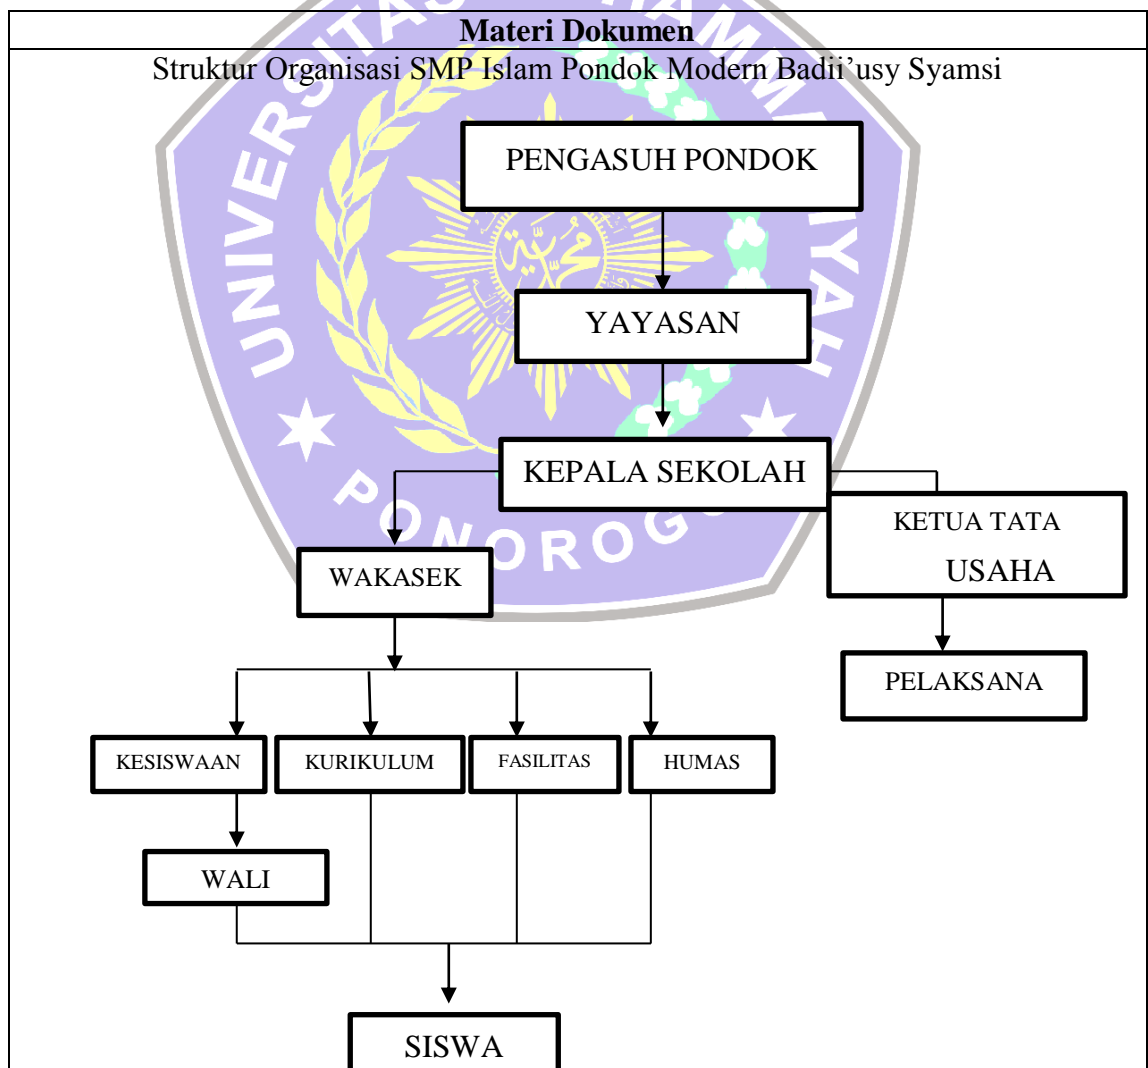 Materi Dokumen
Struktur Organisasi SMP Islam Pondok Modern Badii’usy Syamsi
PENGASUH PONDOK
YAYASAN
KEPALA SEKOLAH
KETUA TATA
USAHA
WAKASEK
PELAKSANA
KESISWAAN
KURIKULUM
FASILITAS
HUMAS
WALI
SISWA
PONOROGO